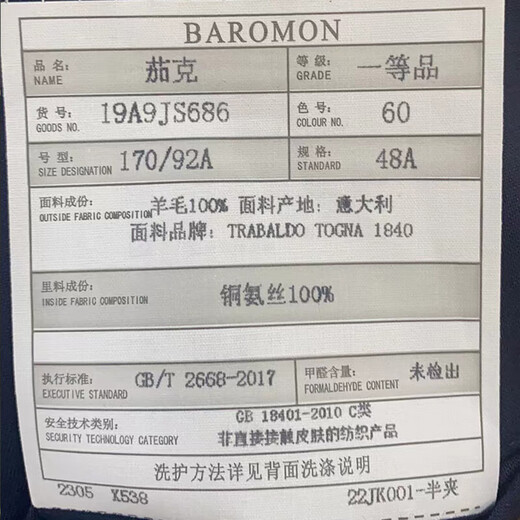 BAROMON
品 名: 茄克 等 级: 一等品
NAME GRADE
货 号: 19A9JS686 色 号: 60
GOODS NO. COLOUR NO.
号 型: 170/92A 规 格: 48A
SIZE DESIGNATION STANDARD
面料成份: 羊毛100% 面料产地: 意大利
OUTSIDE FABRIC COMPOSITION
面料品牌: TRABALDO TOGNA 1840
里料成份: 铜氨丝100%
INSIDE FABRIC COMPOSITION
执行标准: GB/T 2668-2017 甲醛含量: 未检出
EXECUTIVE STANDARD FORMALDEHYDE CONTENT
安全技术类别: GB 18401-2010 C类
SECURITY TECHNOLOGY CATEGORY 非直接接触皮肤的纺织产品
洗护方法详见背面洗涤说明
2305 X538 22JK001-半夹